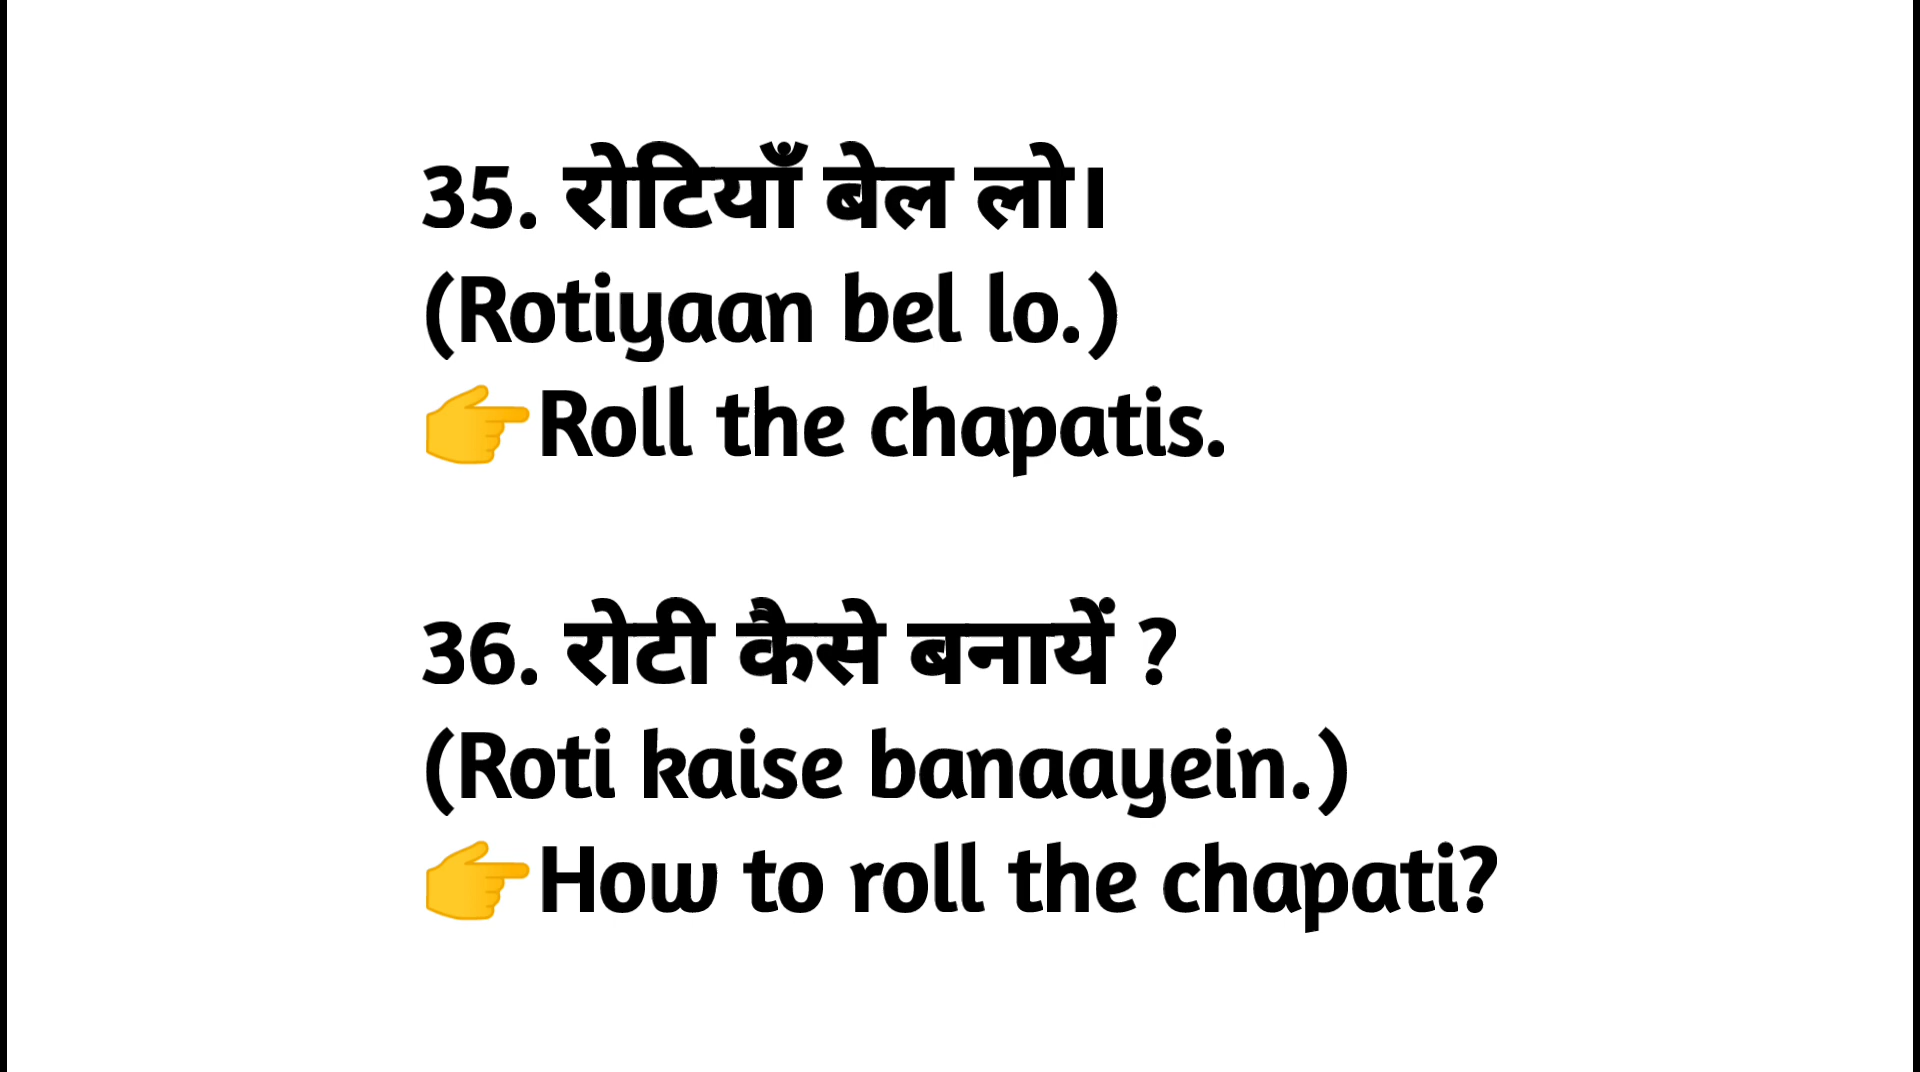 35. रोटियाँ बेल लो।
(Rotiyaan bel lo.)
👉Roll the chapatis.
36. रोटी कैसे बनायें ?
(Roti kaise banaayein.)
👉How to roll the chapati?